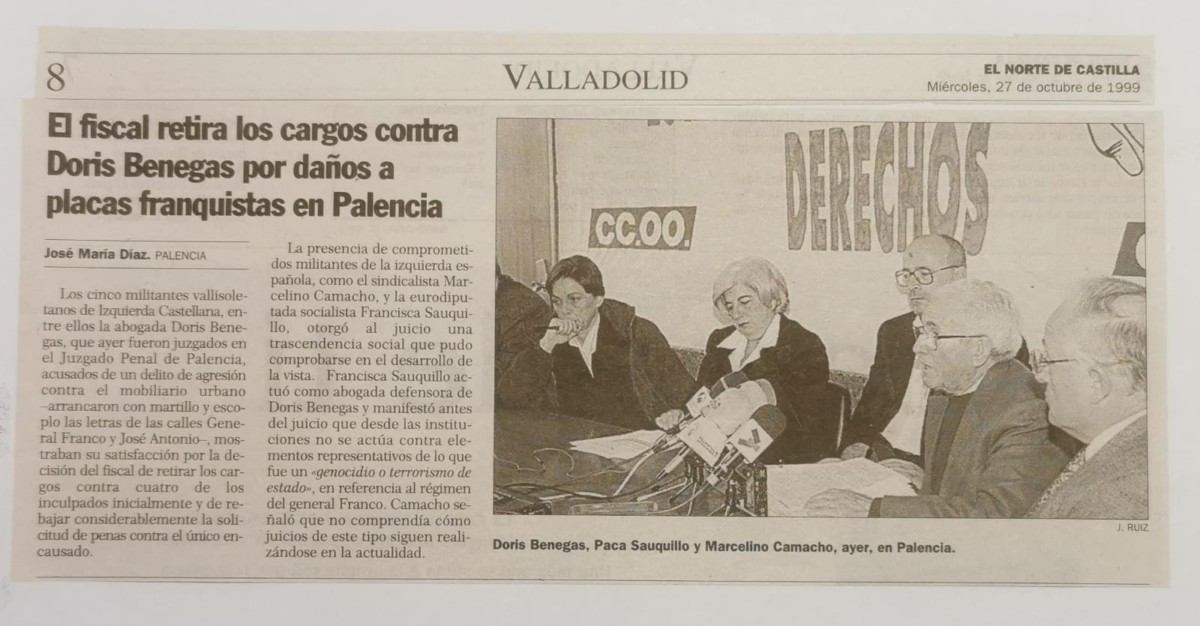 8
VALLADOLID
EL NORTE DE CASTILLA
Miércoles, 27 de octubre de 1999
El fiscal retira los cargos contra
Doris Benegas por daños a
placas franquistas en Palencia
José María Díaz. PALENCIA
Los cinco militantes vallisole-
tanos de Izquierda Castellana, en-
tre ellos la abogada Doris Bene-
gas, que ayer fueron juzgados en
el Juzgado Penal de Palencia,
acusados de un delito de agresión
contra el mobiliario urbano
–arrancaron con martillo y esco-
plo las letras de las calles Gene-
ral Franco y José Antonio–, mos-
traban su satisfacción por la de-
cisión del fiscal de retirar los car-
gos contra cuatro de los
inculpados inicialmente y de re-
bajar considerablemente la soli-
citud de penas contra el único en-
causado.
La presencia de comprometi-
dos militantes de la izquierda es-
pañola, como el sindicalista Mar-
celino Camacho, y la eurodipu-
tada socialista Francisca Sauqui-
llo, otorgó al juicio una
trascendencia social que pudo
comprobarse en el desarrollo de
la vista. Francisca Sauquillo ac-
tuó como abogada defensora de
Doris Benegas y manifestó antes
del juicio que desde las institu-
ciones no se actúa contra ele-
mentos representativos de lo que
fue un «genocidio o terrorismo de
estado», en referencia al régimen
del general Franco. Camacho se-
ñaló que no comprendía cómo
juicios de este tipo siguen reali-
zándose en la actualidad.
DERECHOS
CC.OO.
J. RUIZ
Doris Benegas, Paca Sauquillo y Marcelino Camacho, ayer, en Palencia.